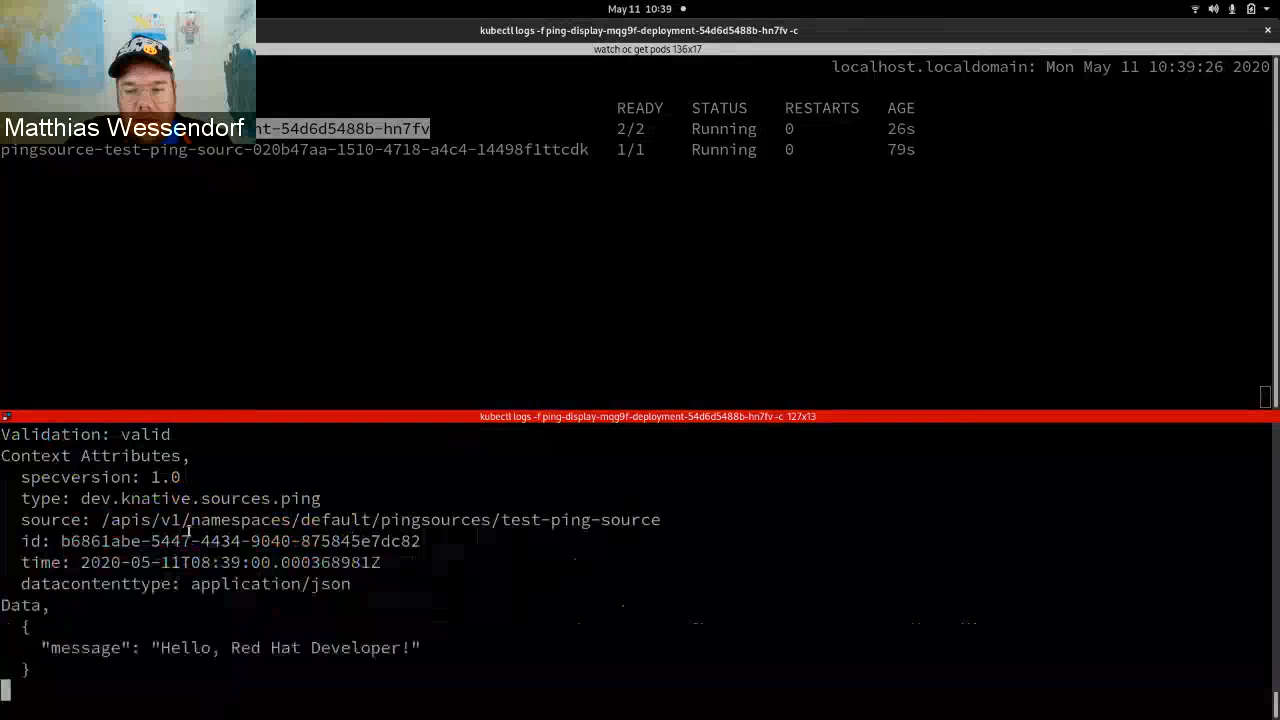 May 11 10:39
kubectl logs -f ping-display-mqg9f-deployment-54d6d5488b-hn7fv -c
watch oc get pods 136x17
localhost.localdomain: Mon May 11 10:39:26 2020
READY STATUS RESTARTS AGE
Matthias Wessendorf
nt-54d6d5488b-hn7fv 2/2 Running 0 26s
pingsource-test-ping-sourc-020b47aa-1510-4718-a4c4-14498f1ttcdk 1/1 Running 0 79s
kubectl logs -f ping-display-mqg9f-deployment-54d6d5488b-hn7fv -c 127x13
Validation: valid
Context Attributes,
specversion: 1.0
type: dev.knative.sources.ping
source: /apis/v1/namespaces/default/pingsources/test-ping-source
id: b6861abe-5447-4434-9040-875845e7dc82
time: 2020-05-11T08:39:00.000368981Z
datacontenttype: application/json
Data,
{
"message": "Hello, Red Hat Developer!"
}